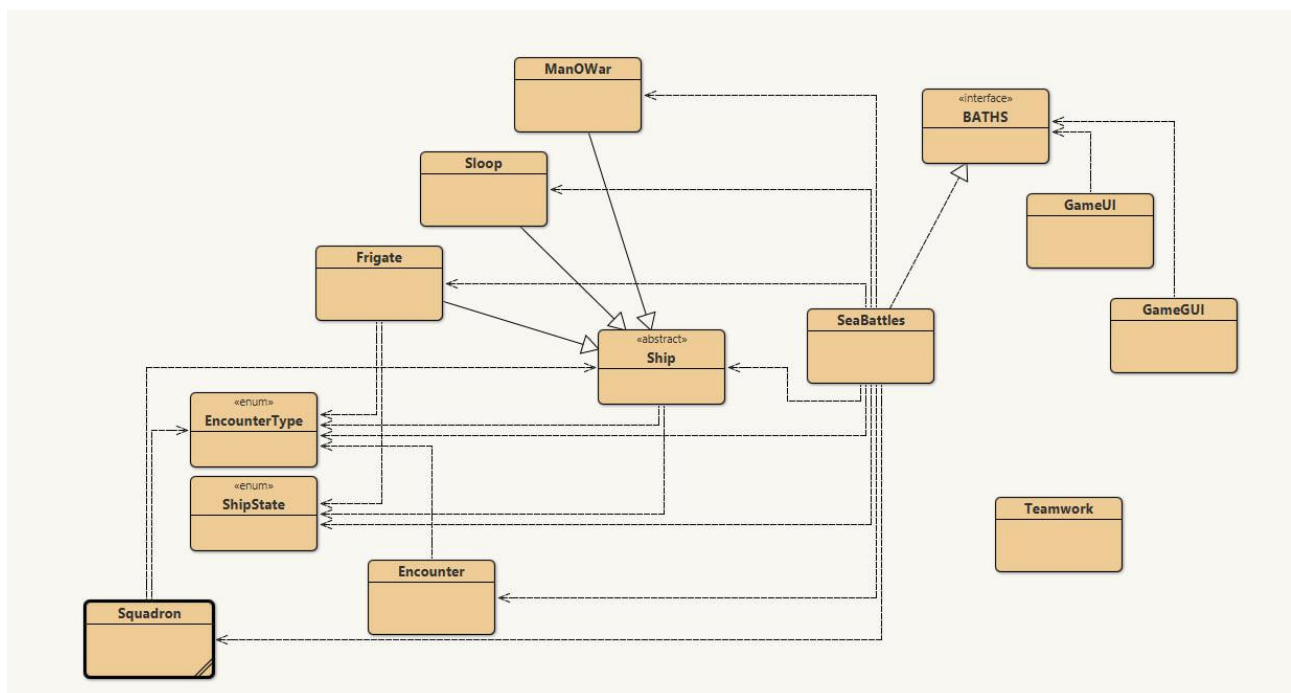 ManOWar
«interface»
BATHS
Sloop
GameUI
Frigate
GameGUI
SeaBattles
«abstract»
Ship
«enum»
EncounterType
«enum»
ShipState
Teamwork
Encounter
Squadron